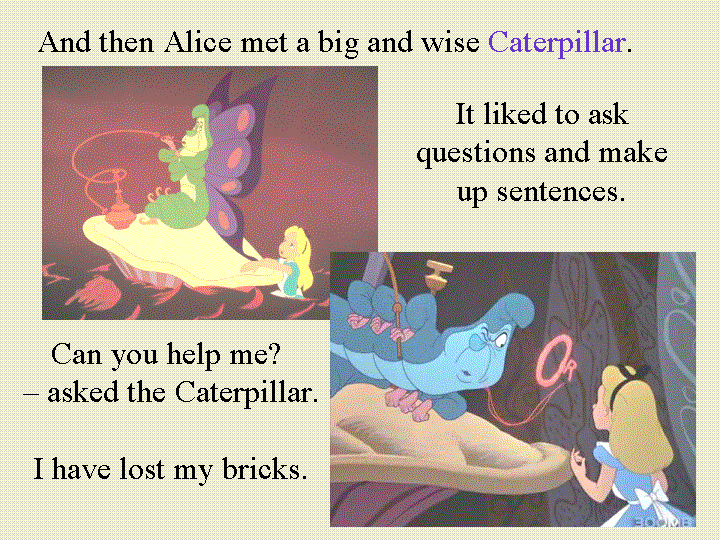 And then Alice met a big and wise Caterpillar.
It liked to ask
questions and make
up sentences.
OR
Can you help me?
– asked the Caterpillar.
I have lost my bricks.